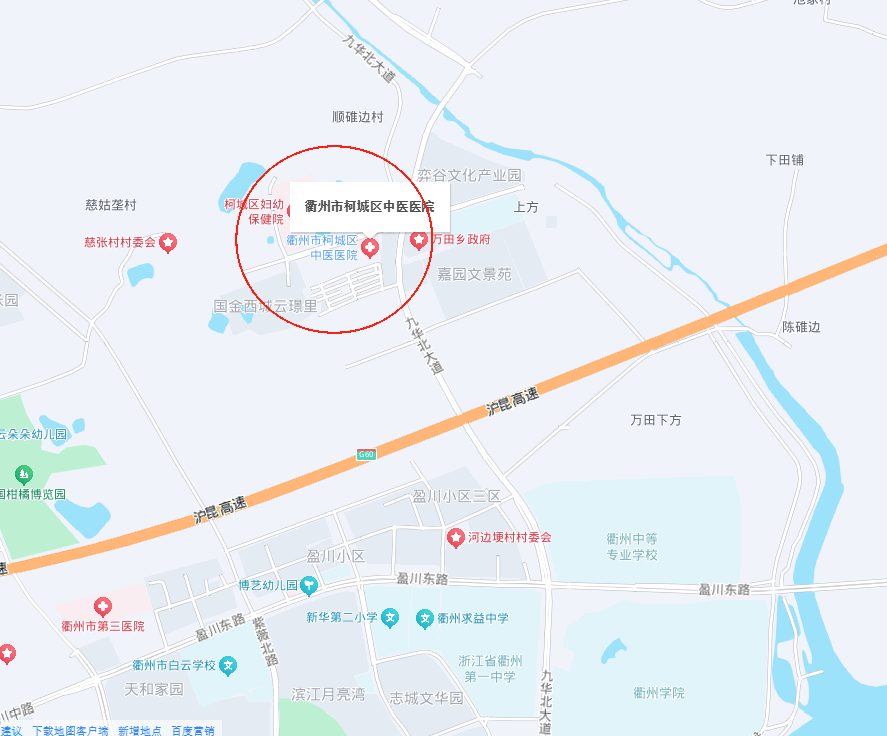 九华北大道
顺碓边村
弈谷文化产业园
下田铺
慈姑垄村
柯城区妇幼
保健院
衢州市柯城区中医医院
上方
慈张村村委会
衢州市柯城区
中医医院
万田乡政府
嘉园文景苑
国金西城云璟里
九华北大道
陈碓边
沪昆高速
万田下方
云朵朵幼儿园
G60
国柑橘博览园
盈川小区三区
沪昆高速
河边埂村村委会
衢州中等
专业学校
盈川小区
速
博艺幼儿园
盈川东路
盈川东路
衢州市第三医院
新华第二小学
衢州求益中学
盈川东路
紫薇北路
衢州市白云学校
浙江省衢州
第一中学
天和家园
滨江月亮湾
志城文华园
九华北大道
衢州学院
川中路
建议
下载地图客户端
新增地点
百度营销